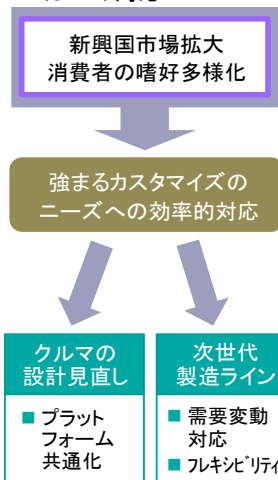 新興国市場拡大
消費者の嗜好多様化
強まるカスタマイズの
ニーズへの効率的対応
クルマの
設計見直し
■ プラット
フォーム
共通化
次世代
製造ライン
■ 需要変動
対応
■ フレキシビリティ